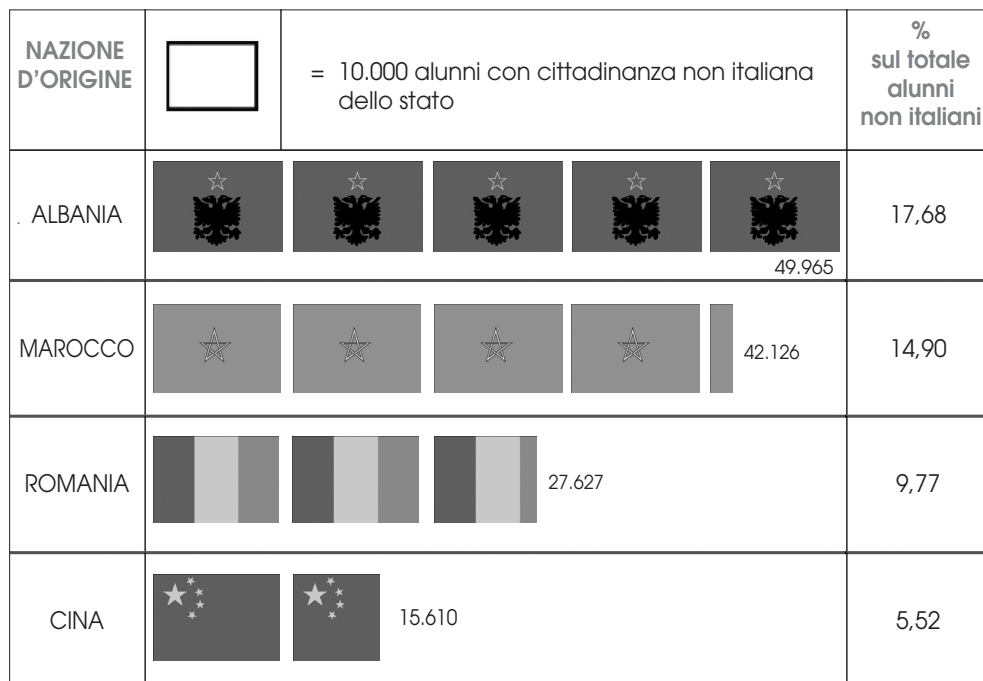 NAZIONE
D'ORIGINE
= 10.000 alunni con cittadinanza non italiana
dello stato
%
sul totale
alunni
non italiani
ALBANIA
49.965
17,68
MAROCCO
42.126
14,90
ROMANIA
27.627
9,77
CINA
15.610
5,52